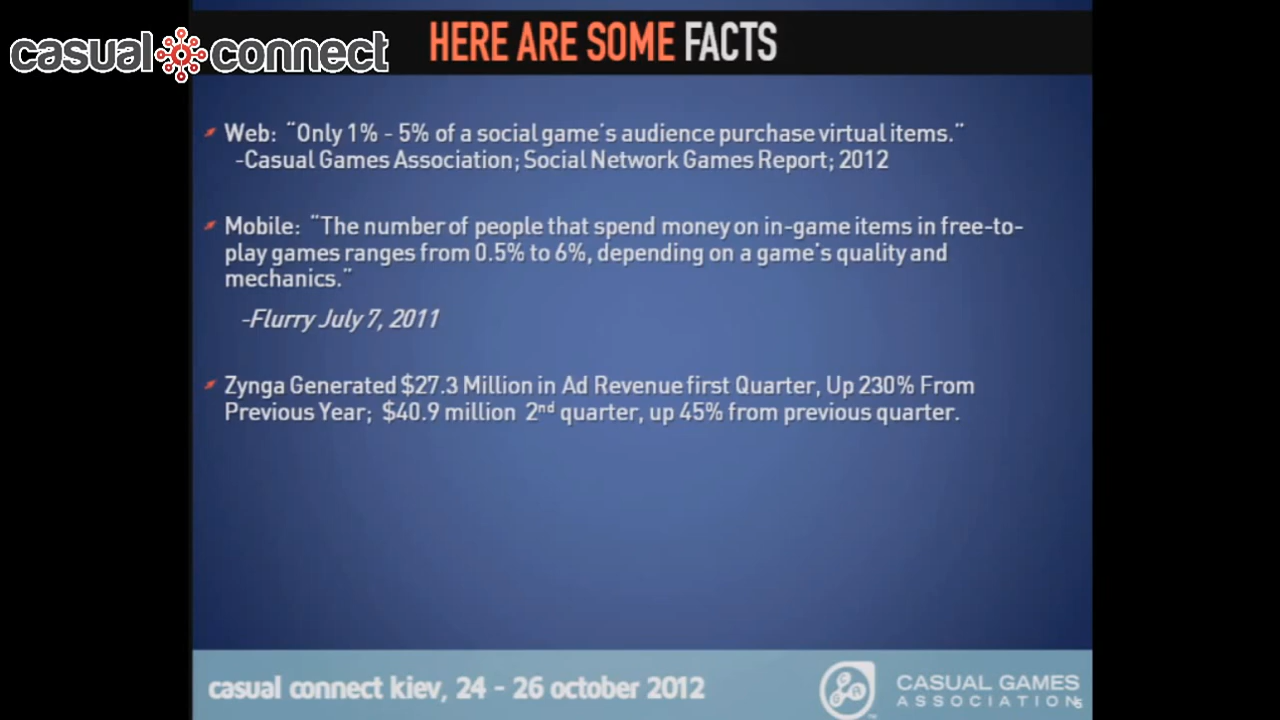 casual connect
HERE ARE SOME FACTS
Web: “Only 1% - 5% of a social game's audience purchase virtual items.”
-Casual Games Association; Social Network Games Report; 2012
Mobile: “The number of people that spend money on in-game items in free-to-
play games ranges from 0.5% to 6%, depending on a game's quality and
mechanics.”
-Flurry July 7, 2011
Zynga Generated $27.3 Million in Ad Revenue first Quarter, Up 230% From
Previous Year; $40.9 million 2nd quarter, up 45% from previous quarter.
casual connect kiev, 24 - 26 october 2012
CASUAL GAMES
ASSOCIATION
5